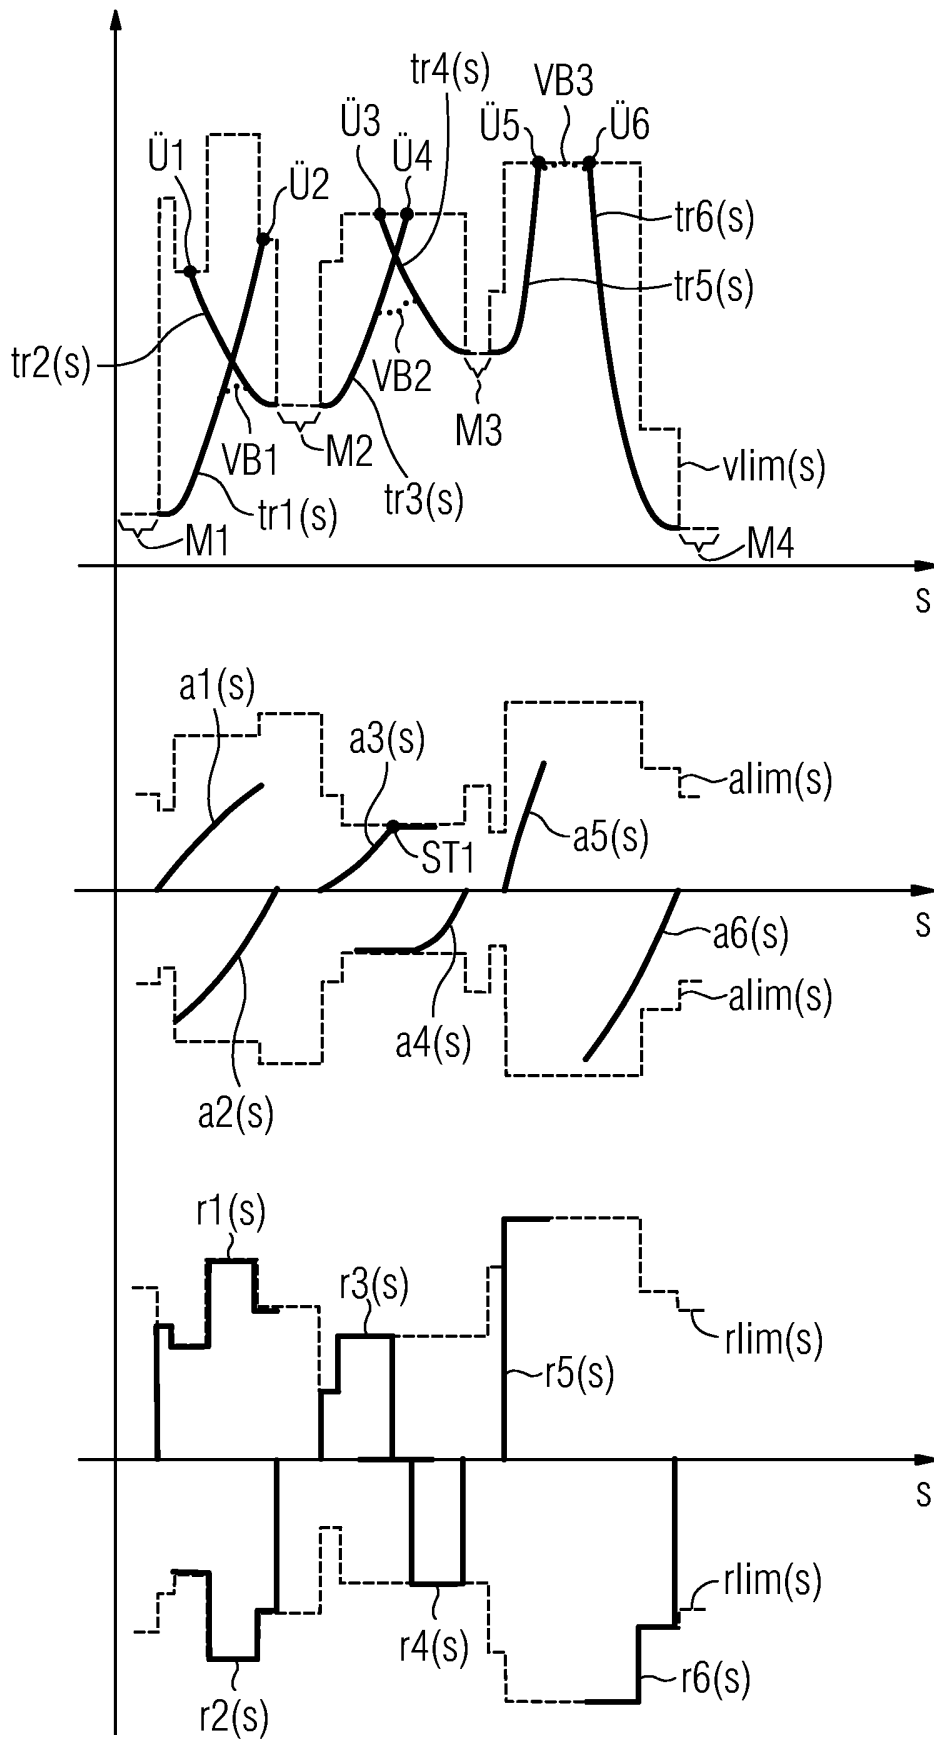 tr4(s)
VB3
Ü3
Ü5
Ü6
Ü1
Ü4
Ü2
tr6(s)
tr5(s)
tr2(s)
VB2
M3
VB1
M2
vlim(s)
tr3(s)
tr1(s)
M1
M4
s
a1(s)
a3(s)
alim(s)
a5(s)
ST1
s
a6(s)
alim(s)
a4(s)
a2(s)
r1(s)
r3(s)
rlim(s)
r5(s)
s
rlim(s)
r4(s)
r6(s)
r2(s)